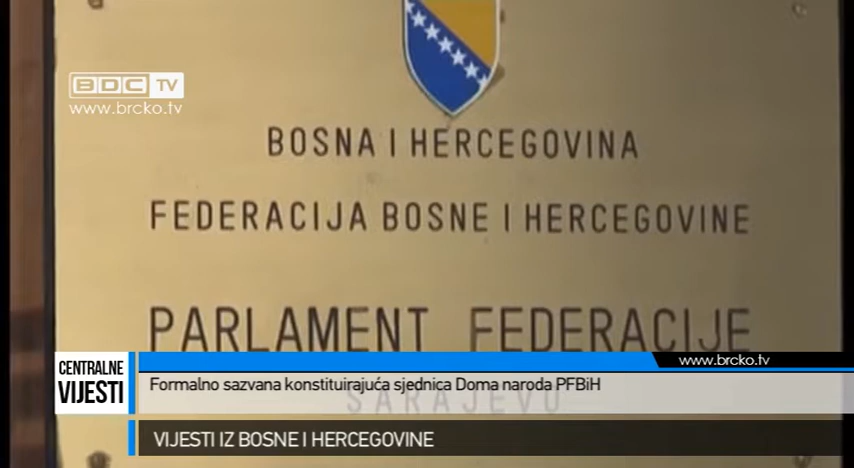 BDC TV
www.brcko.tv
BOSNA I HERCEGOVINA
FEDERACIJA BOSNE I HERCEGOVINE
PARLAMENT FEDERACIJE
SARAJEVO
www.brcko.tv
CENTRALNE
VIJESTI
Formalno sazvana konstituirajuća sjednica Doma naroda PFBiH
VIJESTI IZ BOSNE I HERCEGOVINE